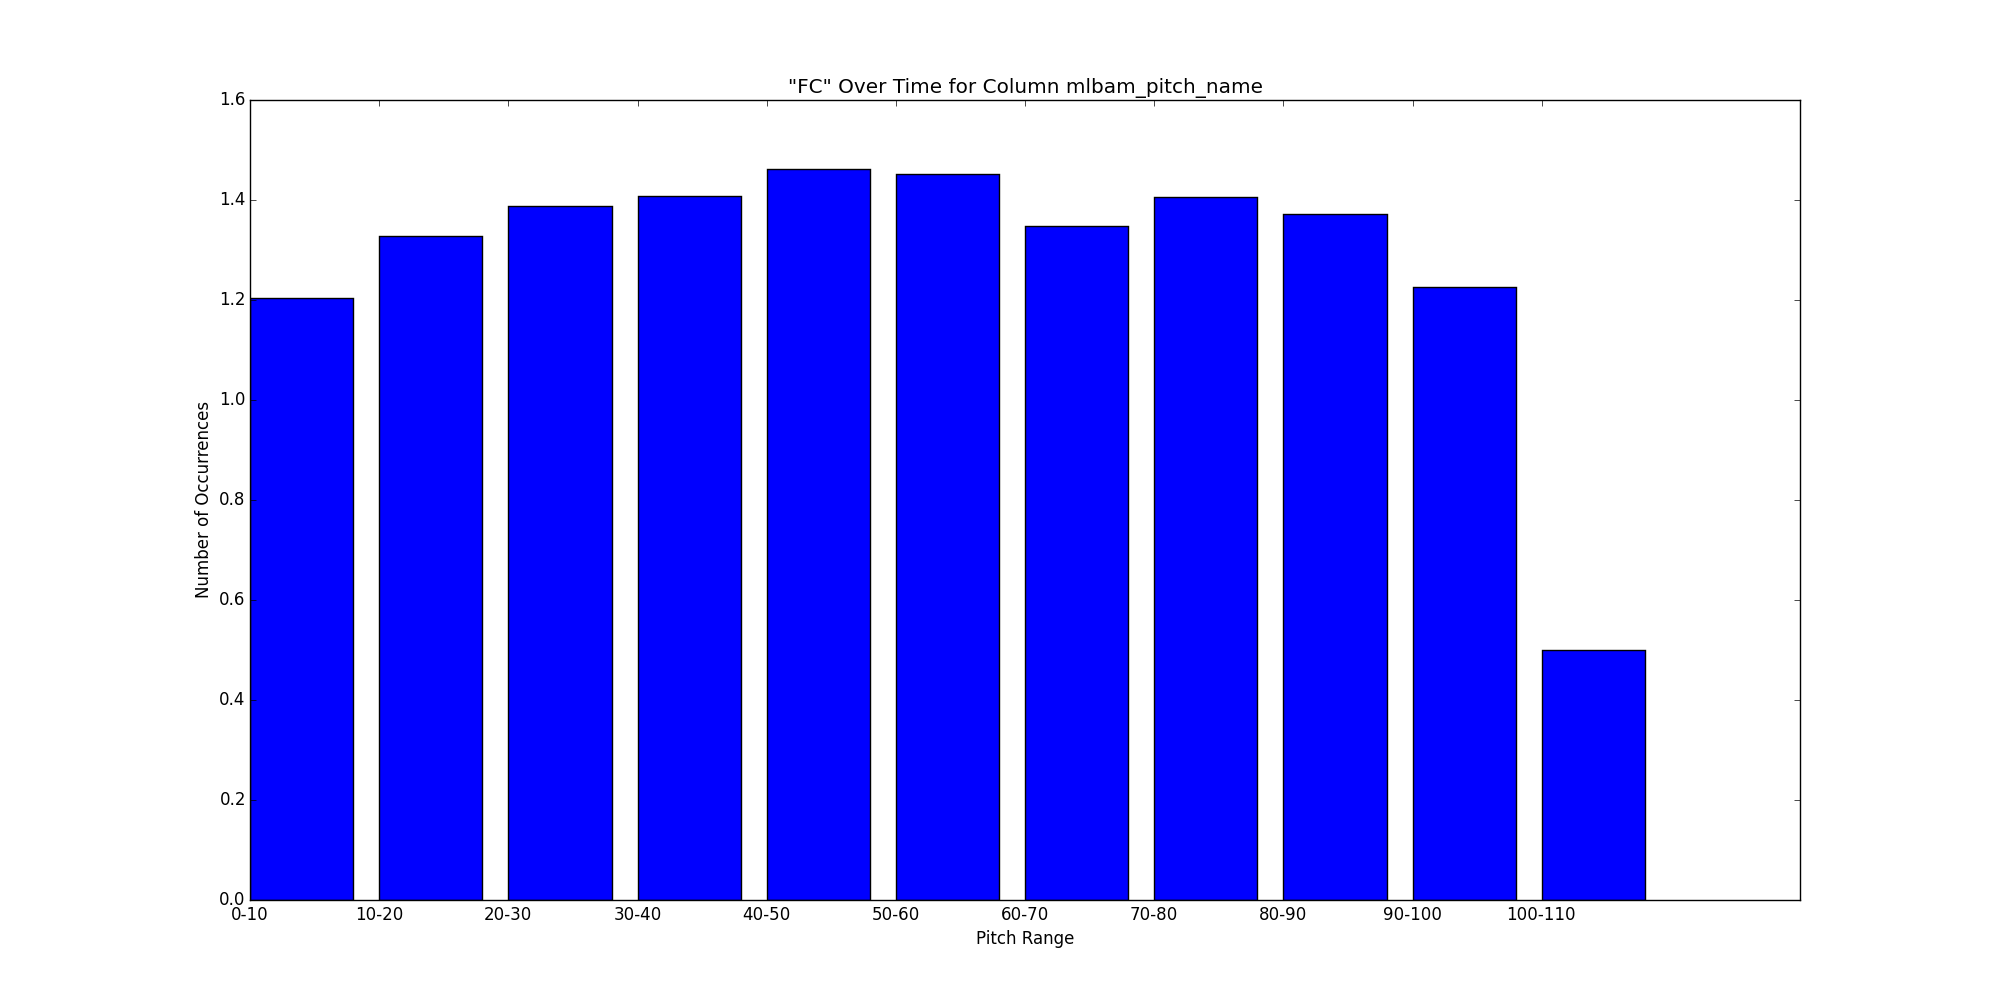 "FC" Over Time for Column mlbam_pitch_name
1.6
1.4
1.2
1.0
0.8
0.6
0.4
0.2
0.0
Number of Occurrences
0-10 10-20 20-30 30-40 40-50 50-60 60-70 70-80 80-90 90-100 100-110
Pitch Range